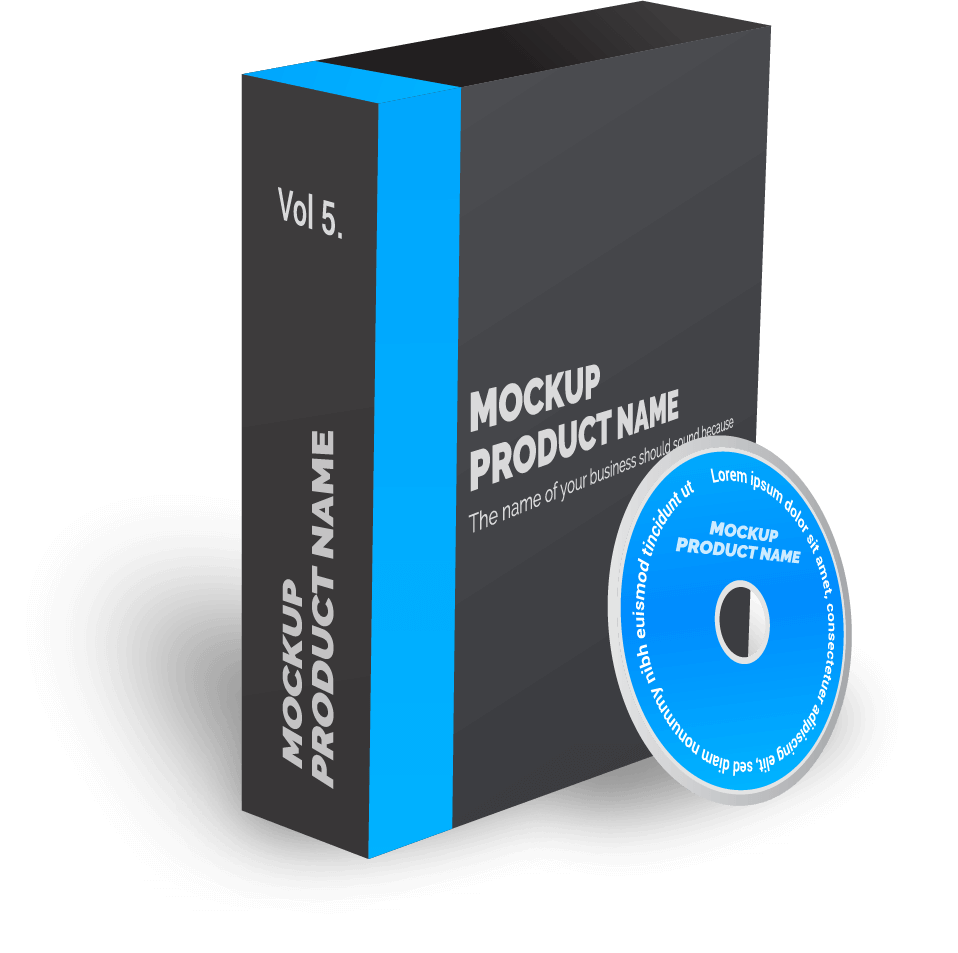 Vol 5.
MOCKUP
PRODUCT NAME
MOCKUP
PRODUCT NAME
The name of your business should sound because
Lorem ipsum dolor sit amet, consectetuer adipiscing elit, sed diam nonummy nibh euismod tincidunt ut
MOCKUP
PRODUCT NAME